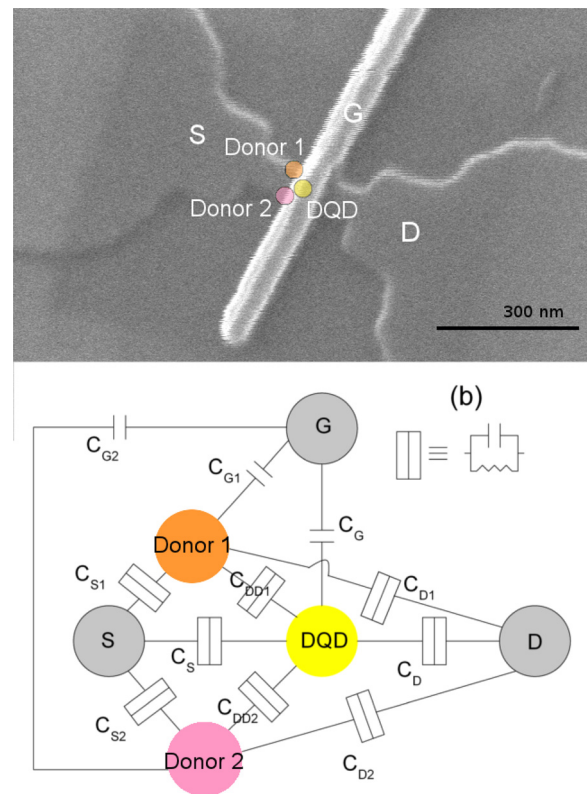 S
G
Donor 1
Donor 2
DQD
D
300 nm
(b)
G
C_G2
C_G1
C_G
Donor 1
C_S1
C_DD1
C_D1
S
C_S
DQD
C_D
D
C_S2
C_DD2
Donor 2
C_D2